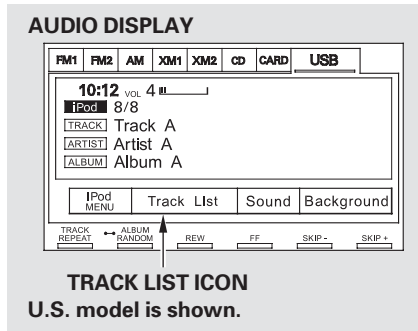 AUDIO DISPLAY
FM1 FM2 AM XM1 XM2 CD CARD USB
10:12 VOL 4
iPod 8/8
TRACK Track A
ARTIST Artist A
ALBUM Album A
iPod MENU Track List Sound Background
TRACK REPEAT ALBUM RANDOM REW FF SKIP - SKIP +
TRACK LIST ICON
U.S. model is shown.